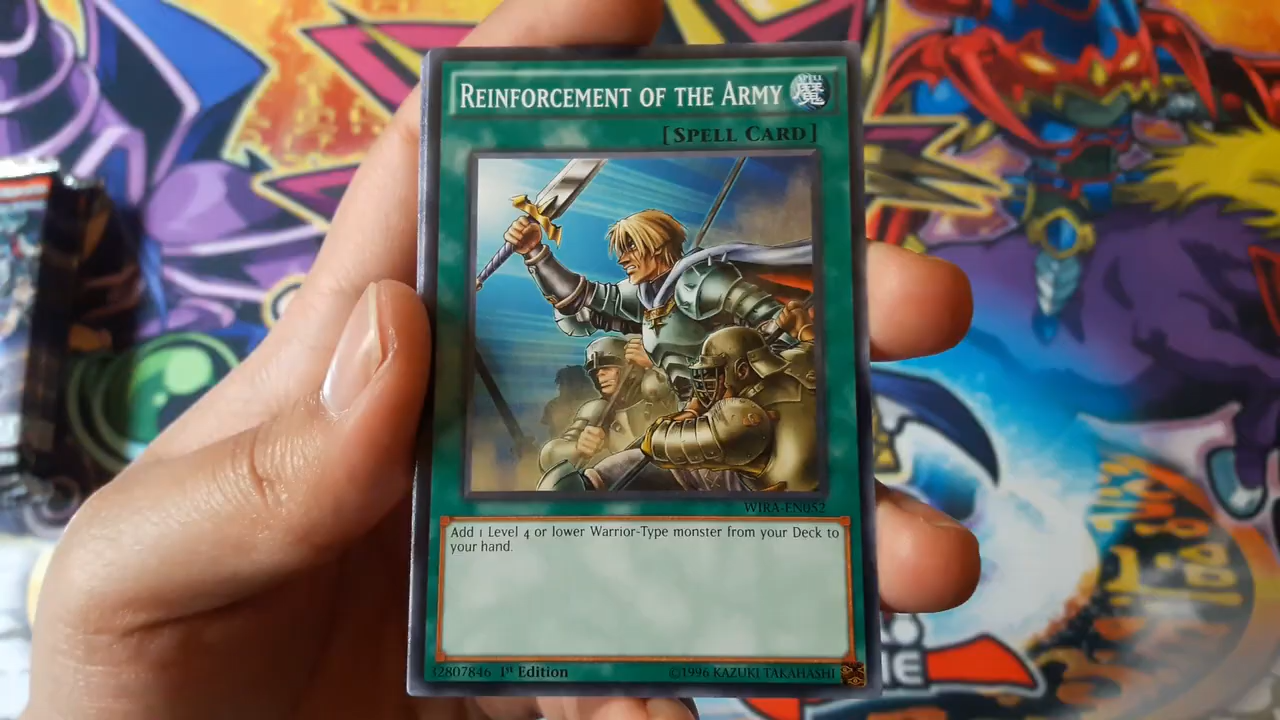 REINFORCEMENT OF THE ARMY
SPELL
魔
[SPELL CARD]
WIRA-EN052
Add 1 Level 4 or lower Warrior-Type monster from your Deck to
your hand.
32807846 1st Edition
©1996 KAZUKI TAKAHASHI